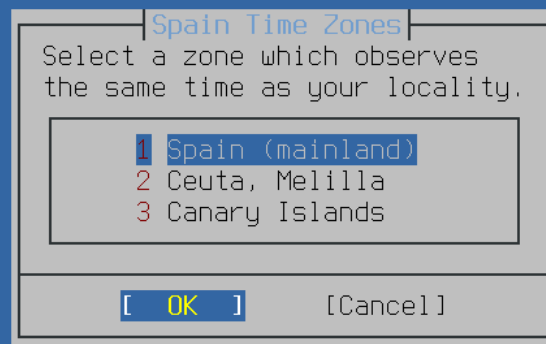 Spain Time Zones
Select a zone which observes
the same time as your locality.
1 Spain (mainland)
2 Ceuta, Melilla
3 Canary Islands
[ OK ] [Cancel]